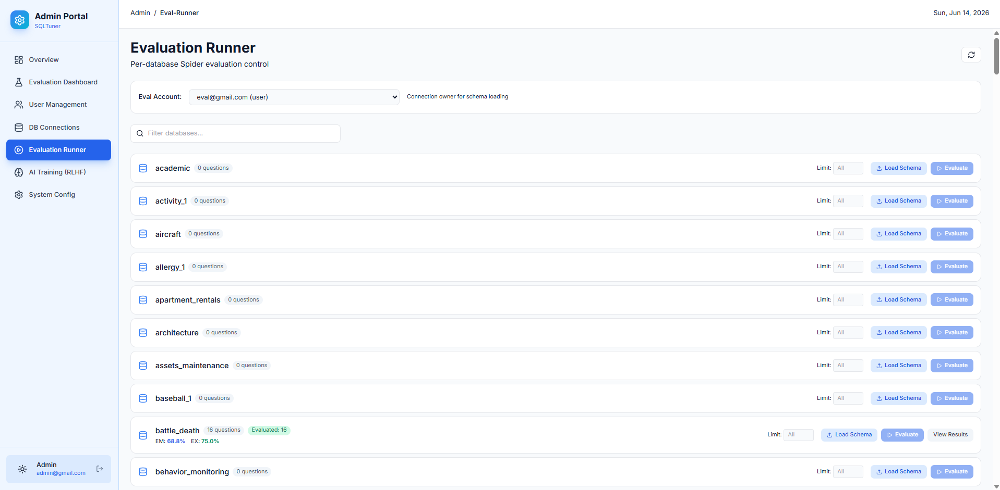 Admin Portal
SQLTuner
Admin / Eval-Runner
Sun, Jun 14, 2026
Overview
Evaluation Dashboard
User Management
DB Connections
Evaluation Runner
AI Training (RLHF)
System Config
Admin
admin@gmail.com
Evaluation Runner
Per-database Spider evaluation control
Eval Account: eval@gmail.com (user) Connection owner for schema loading
Filter databases...
academic 0 questions Limit: All Load Schema Evaluate
activity_1 0 questions Limit: All Load Schema Evaluate
aircraft 0 questions Limit: All Load Schema Evaluate
allergy_1 0 questions Limit: All Load Schema Evaluate
apartment_rentals 0 questions Limit: All Load Schema Evaluate
architecture 0 questions Limit: All Load Schema Evaluate
assets_maintenance 0 questions Limit: All Load Schema Evaluate
baseball_1 0 questions Limit: All Load Schema Evaluate
battle_death 16 questions Evaluated: 16 Limit: All Load Schema Evaluate View Results
EM: 68.8% EX: 75.0%
behavior_monitoring 0 questions Limit: All Load Schema Evaluate